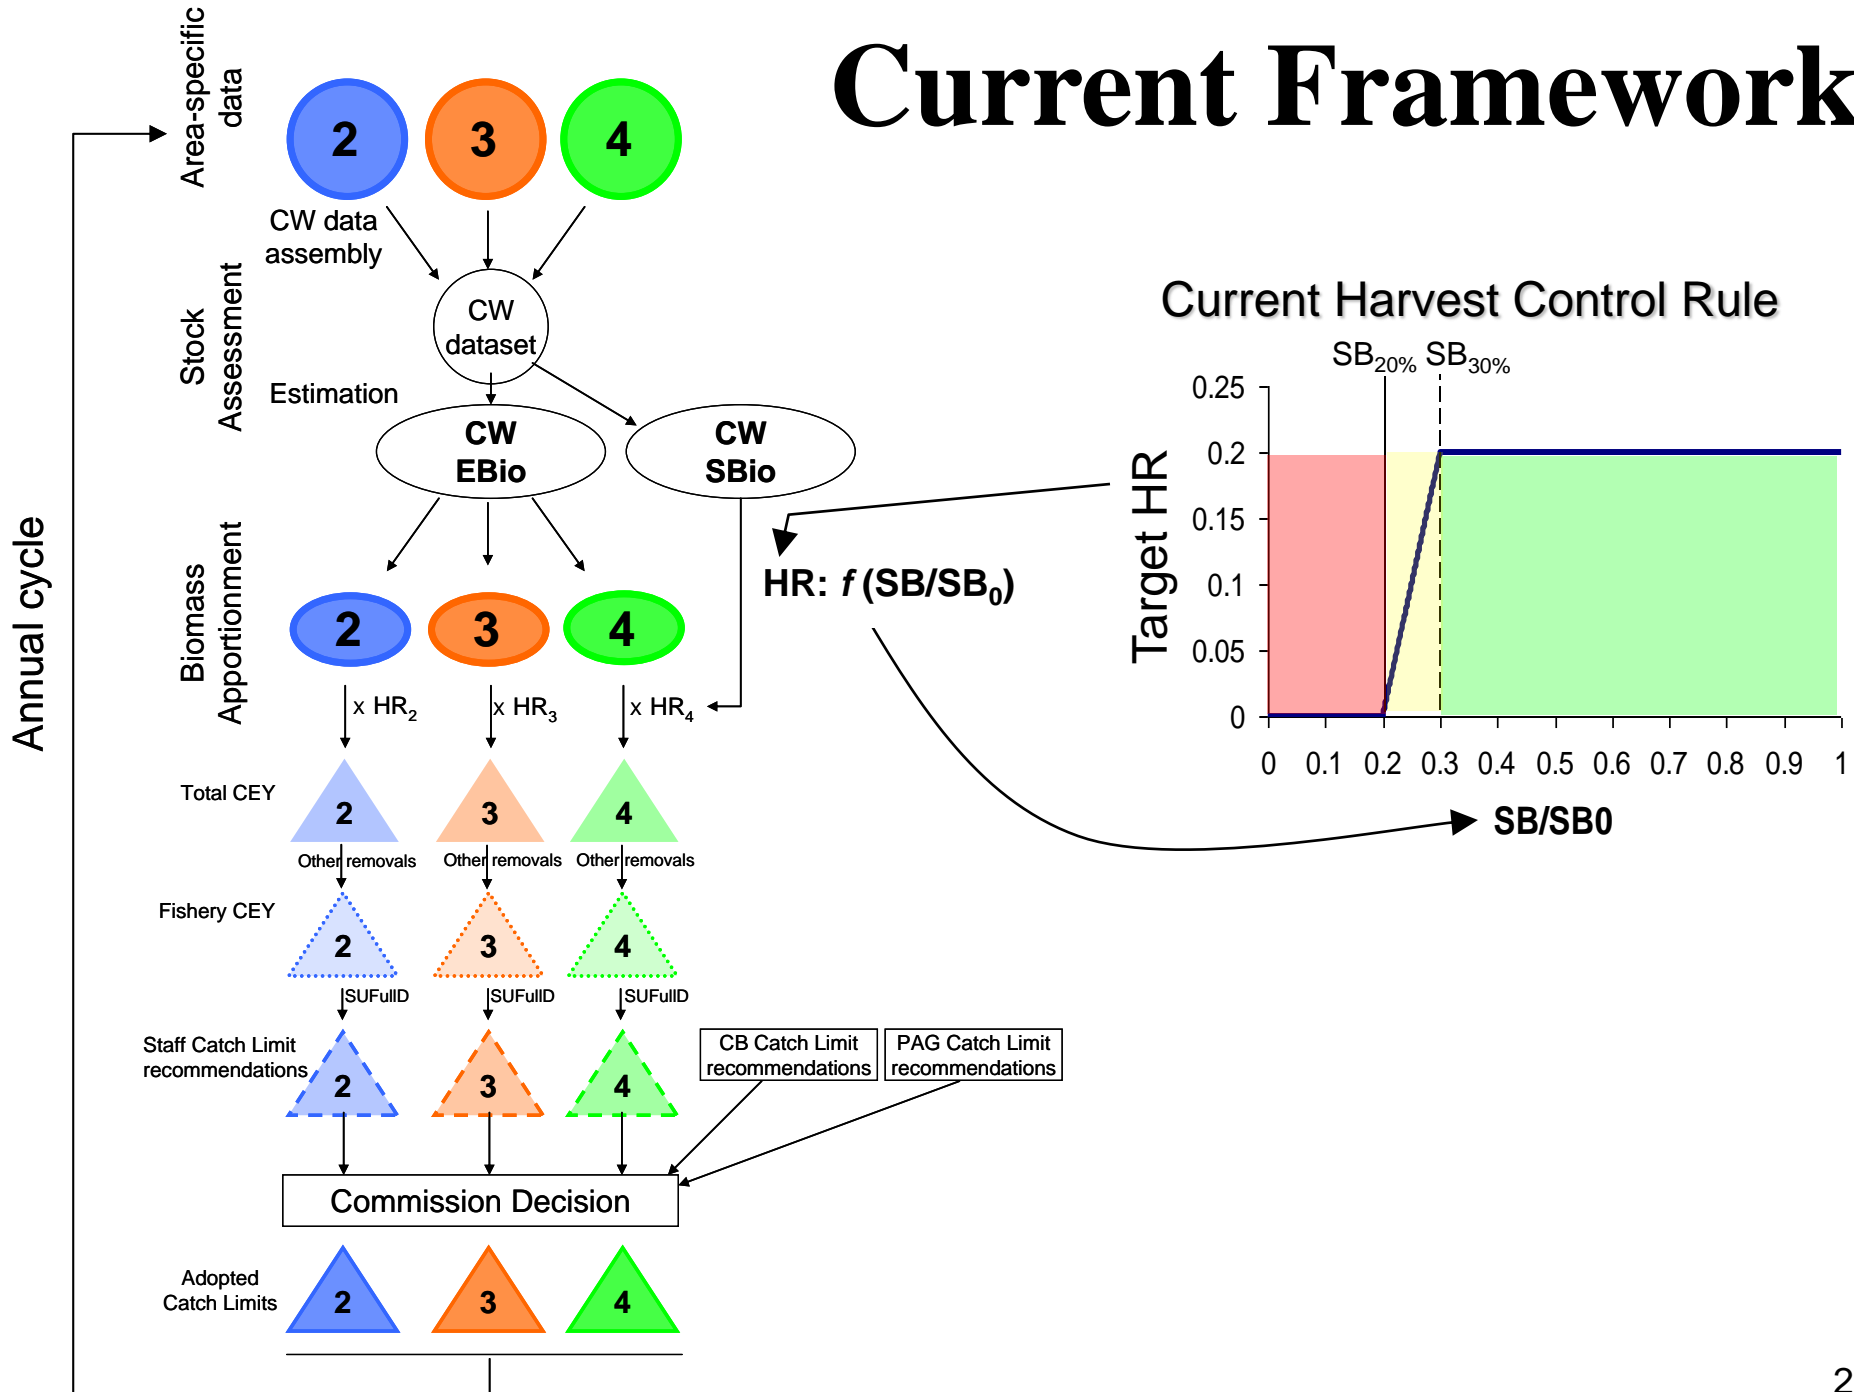 Current Framework
Area-specific
data
2
3
4
CW data
assembly
CW
dataset
Stock
Assessment
Estimation
CW
EBio
CW
SBio
Biomass
Apportionment
2
3
4
x HR2
x HR3
x HR4
HR: f (SB/SB0)
Total CEY
2
3
4
Other removals
Other removals
Other removals
Fishery CEY
2
3
4
SUFullD
SUFullD
SUFullD
Staff Catch Limit
recommendations
2
3
4
CB Catch Limit
recommendations
PAG Catch Limit
recommendations
Commission Decision
Adopted
Catch Limits
2
3
4
Annual cycle
Current Harvest Control Rule
SB20% SB30%
Target HR
0.25
0.2
0.15
0.1
0.05
0
0 0.1 0.2 0.3 0.4 0.5 0.6 0.7 0.8 0.9 1
SB/SB0
2